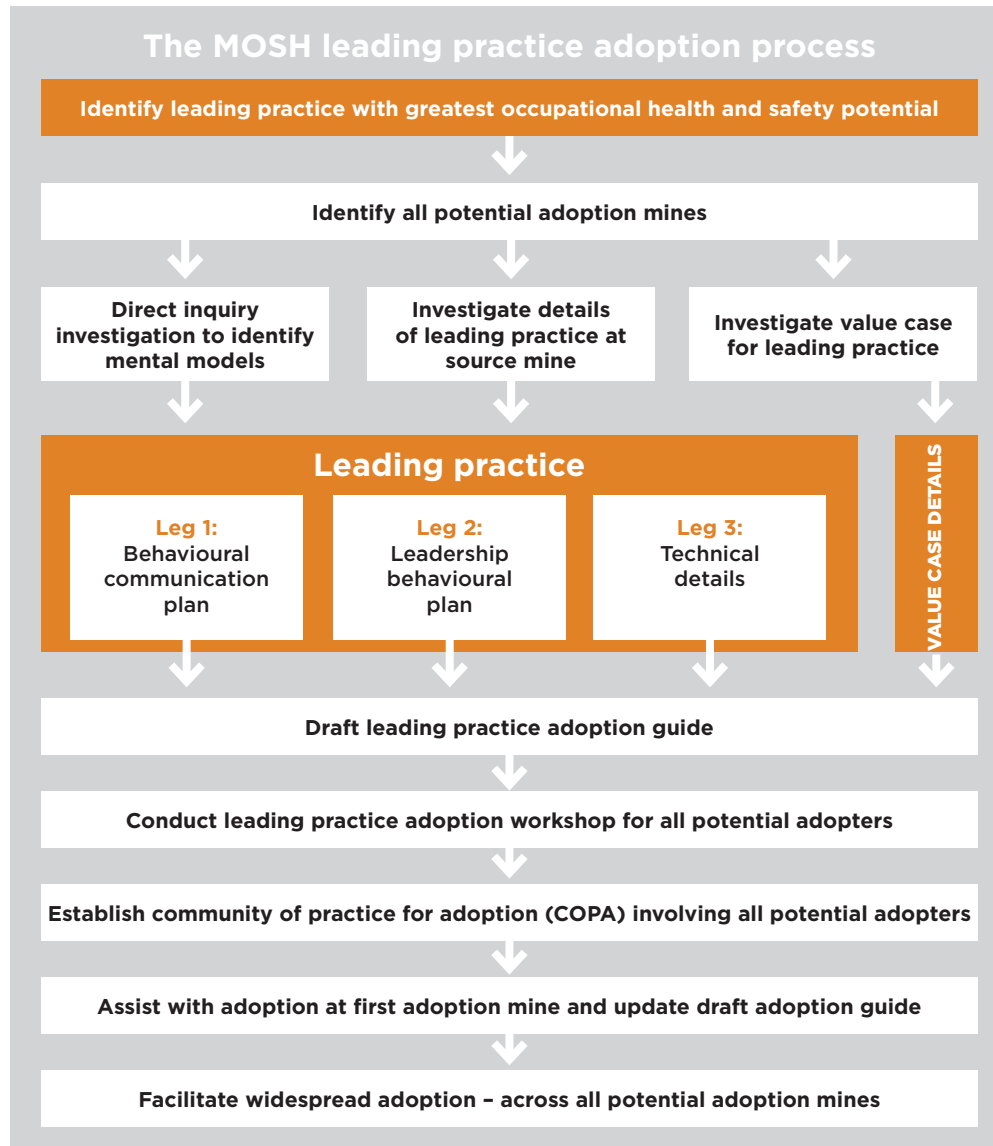 The MOSH leading practice adoption process
Identify leading practice with greatest occupational health and safety potential
Identify all potential adoption mines
Direct inquiry
investigation to identify
mental models
Investigate details
of leading practice at
source mine
Investigate value case
for leading practice
Leading practice
Leg 1:
Behavioural
communication
plan
Leg 2:
Leadership
behavioural
plan
Leg 3:
Technical
details
VALUE CASE DETAILS
Draft leading practice adoption guide
Conduct leading practice adoption workshop for all potential adopters
Establish community of practice for adoption (COPA) involving all potential adopters
Assist with adoption at first adoption mine and update draft adoption guide
Facilitate widespread adoption – across all potential adoption mines